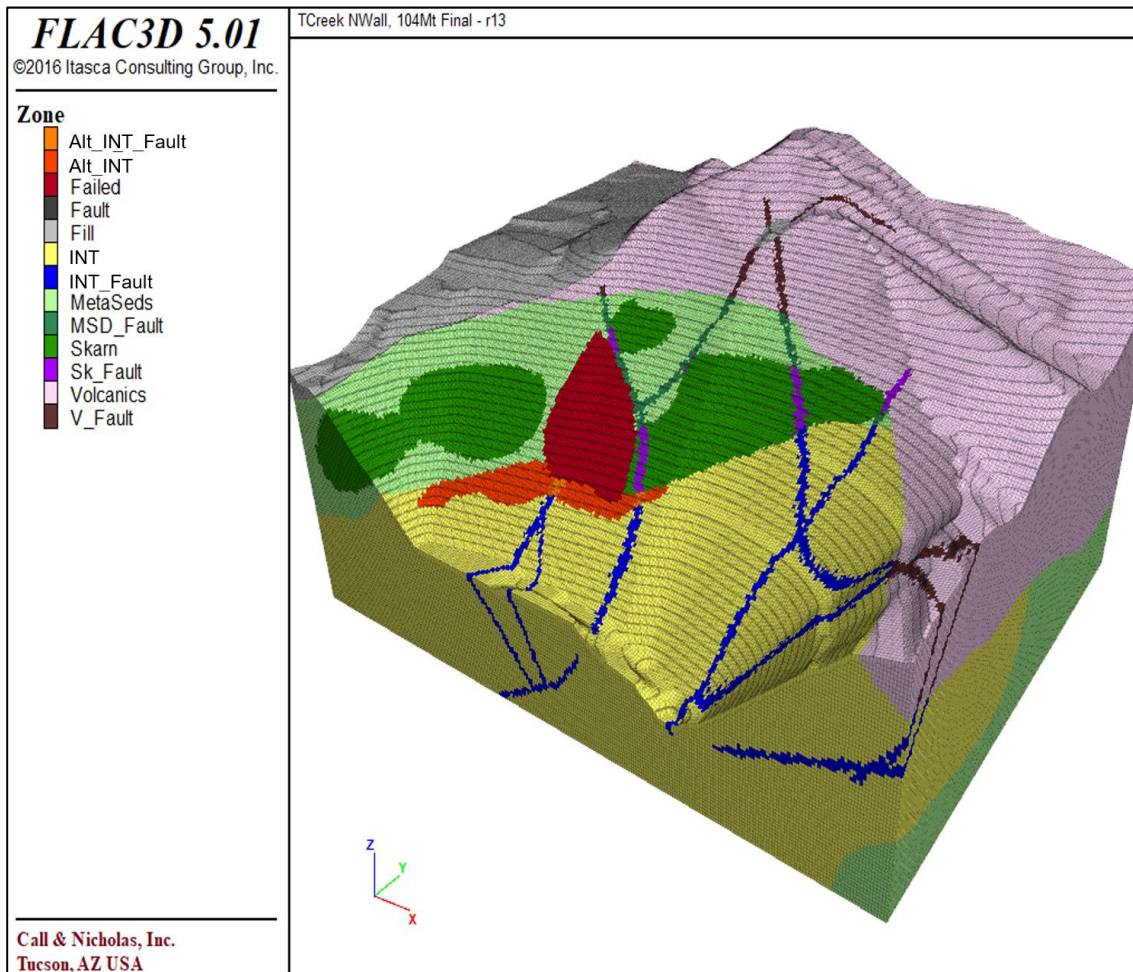 FLAC3D 5.01
©2016 Itasca Consulting Group, Inc.
TCreek NWall, 104Mt Final - r13
Zone
Alt_INT_Fault
Alt_INT
Failed
Fault
Fill
INT
INT_Fault
MetaSeds
MSD_Fault
Skarn
Sk_Fault
Volcanics
V_Fault
Z
Y
X
Call & Nicholas, Inc.
Tucson, AZ USA